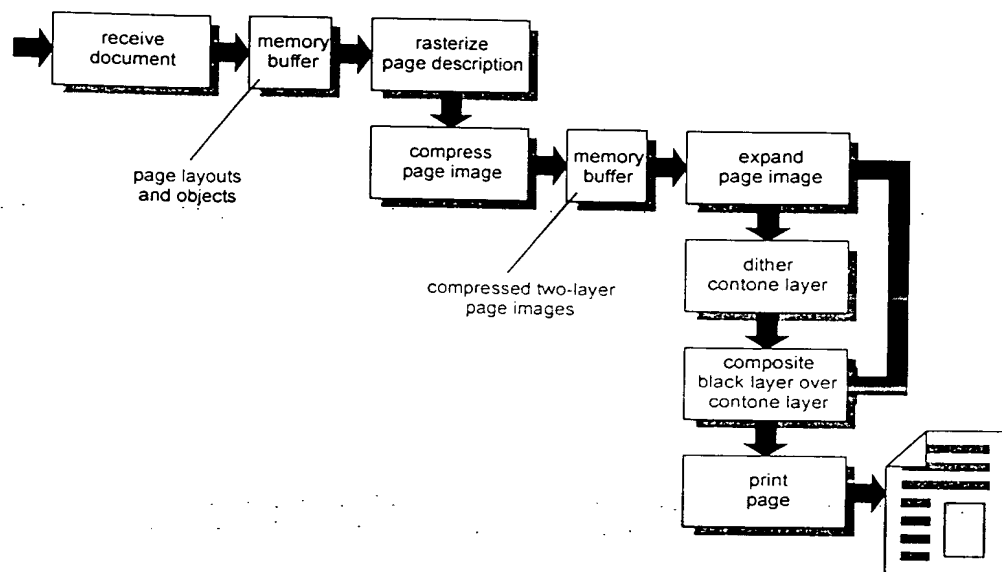 receive
document
memory
buffer
rasterize
page description
page layouts
and objects
compress
page image
memory
buffer
expand
page image
compressed two-layer
page images
dither
contone layer
composite
black layer over
contone layer
print
page